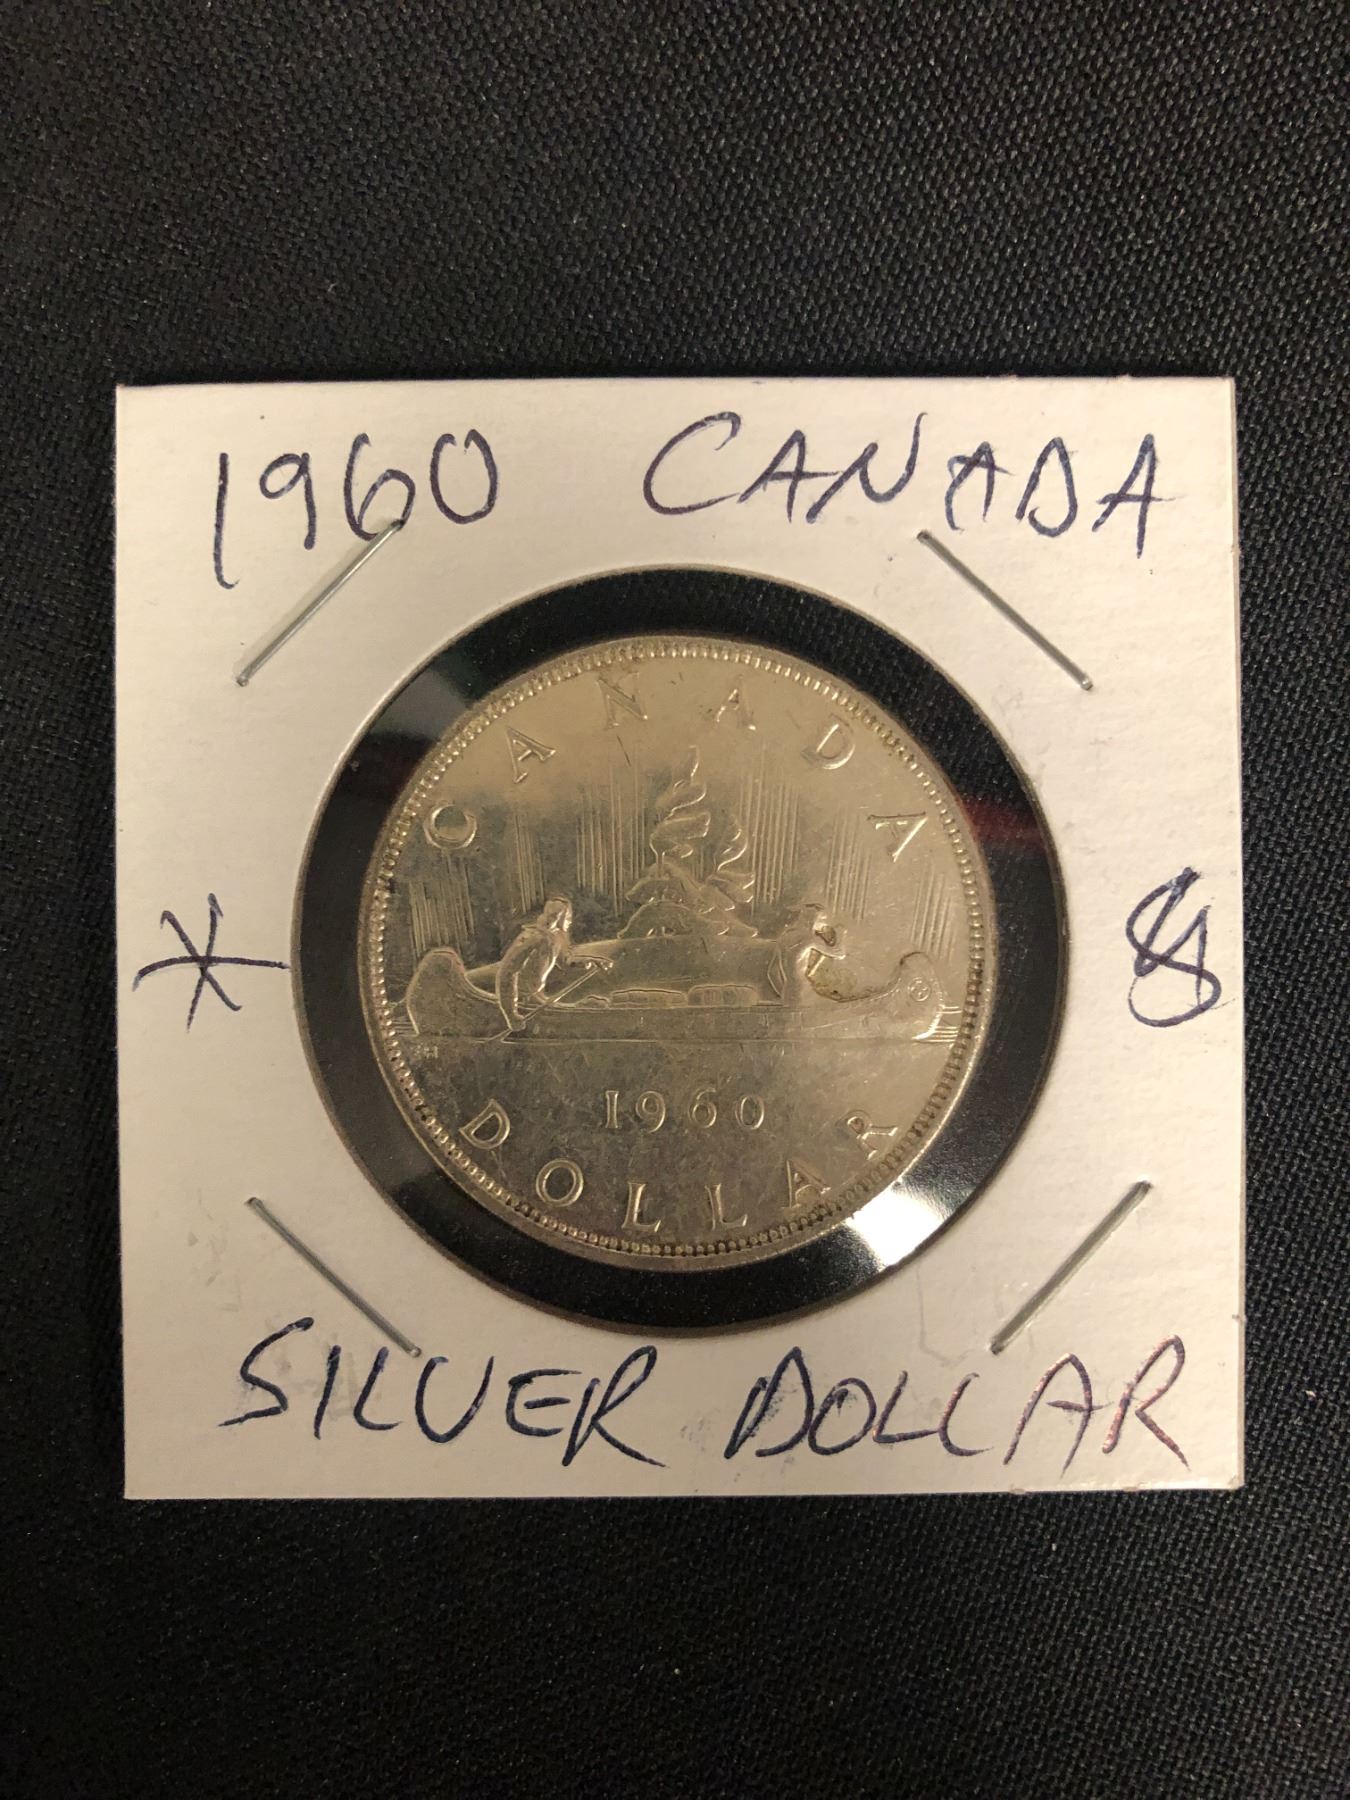 1960 CANADA
CANADA
*
1960
DOLLAR
SILVER DOLLAR